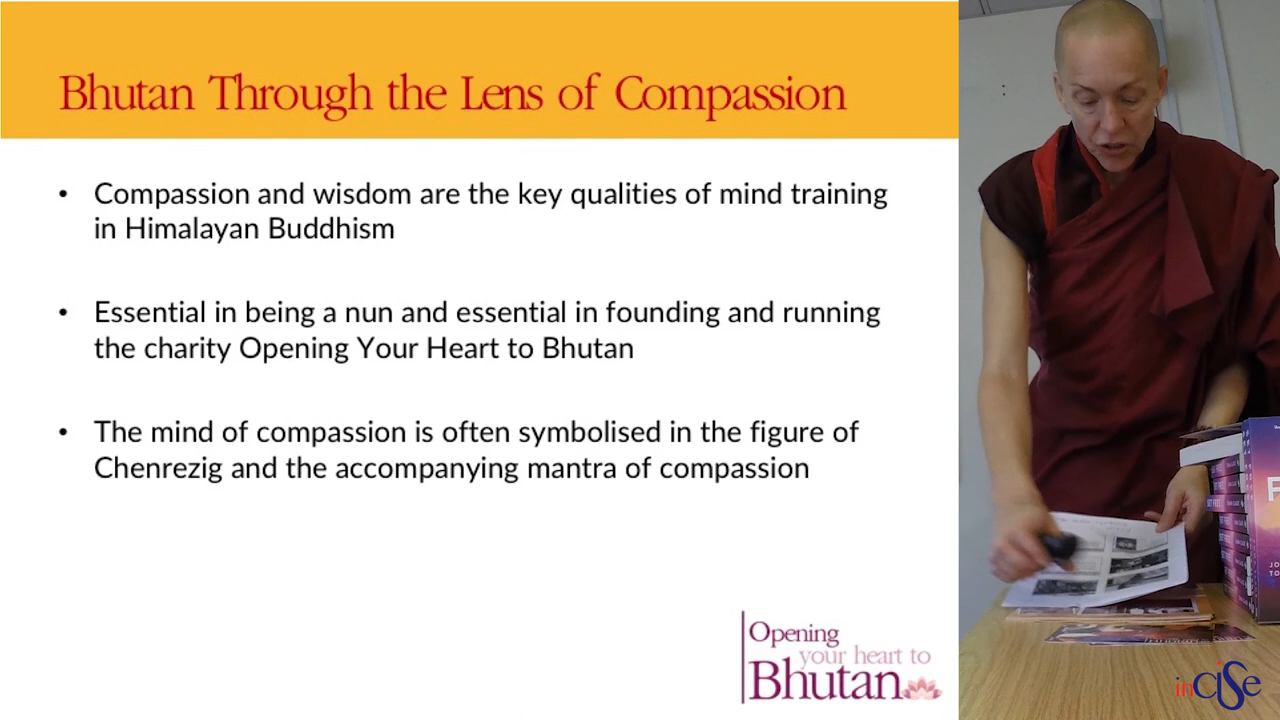 Bhutan Through the Lens of Compassion
• Compassion and wisdom are the key qualities of mind training
in Himalayan Buddhism
• Essential in being a nun and essential in founding and running
the charity Opening Your Heart to Bhutan
• The mind of compassion is often symbolised in the figure of
Chenrezig and the accompanying mantra of compassion
Opening
your heart to
Bhutan
inCiSe